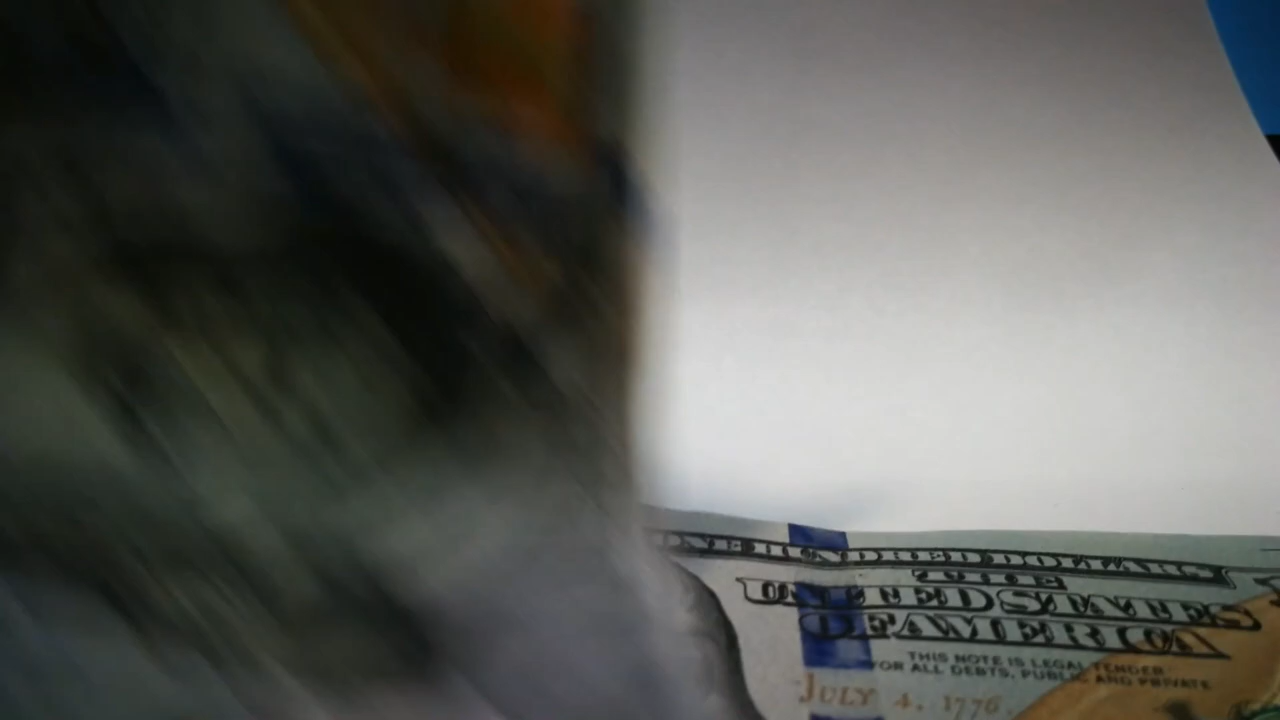 ONE HUNDRED DOLLARS
THE
UNITED STATES
OF AMERICA
THIS NOTE IS LEGAL TENDER
FOR ALL DEBTS, PUBLIC AND PRIVATE
JULY 4, 1776